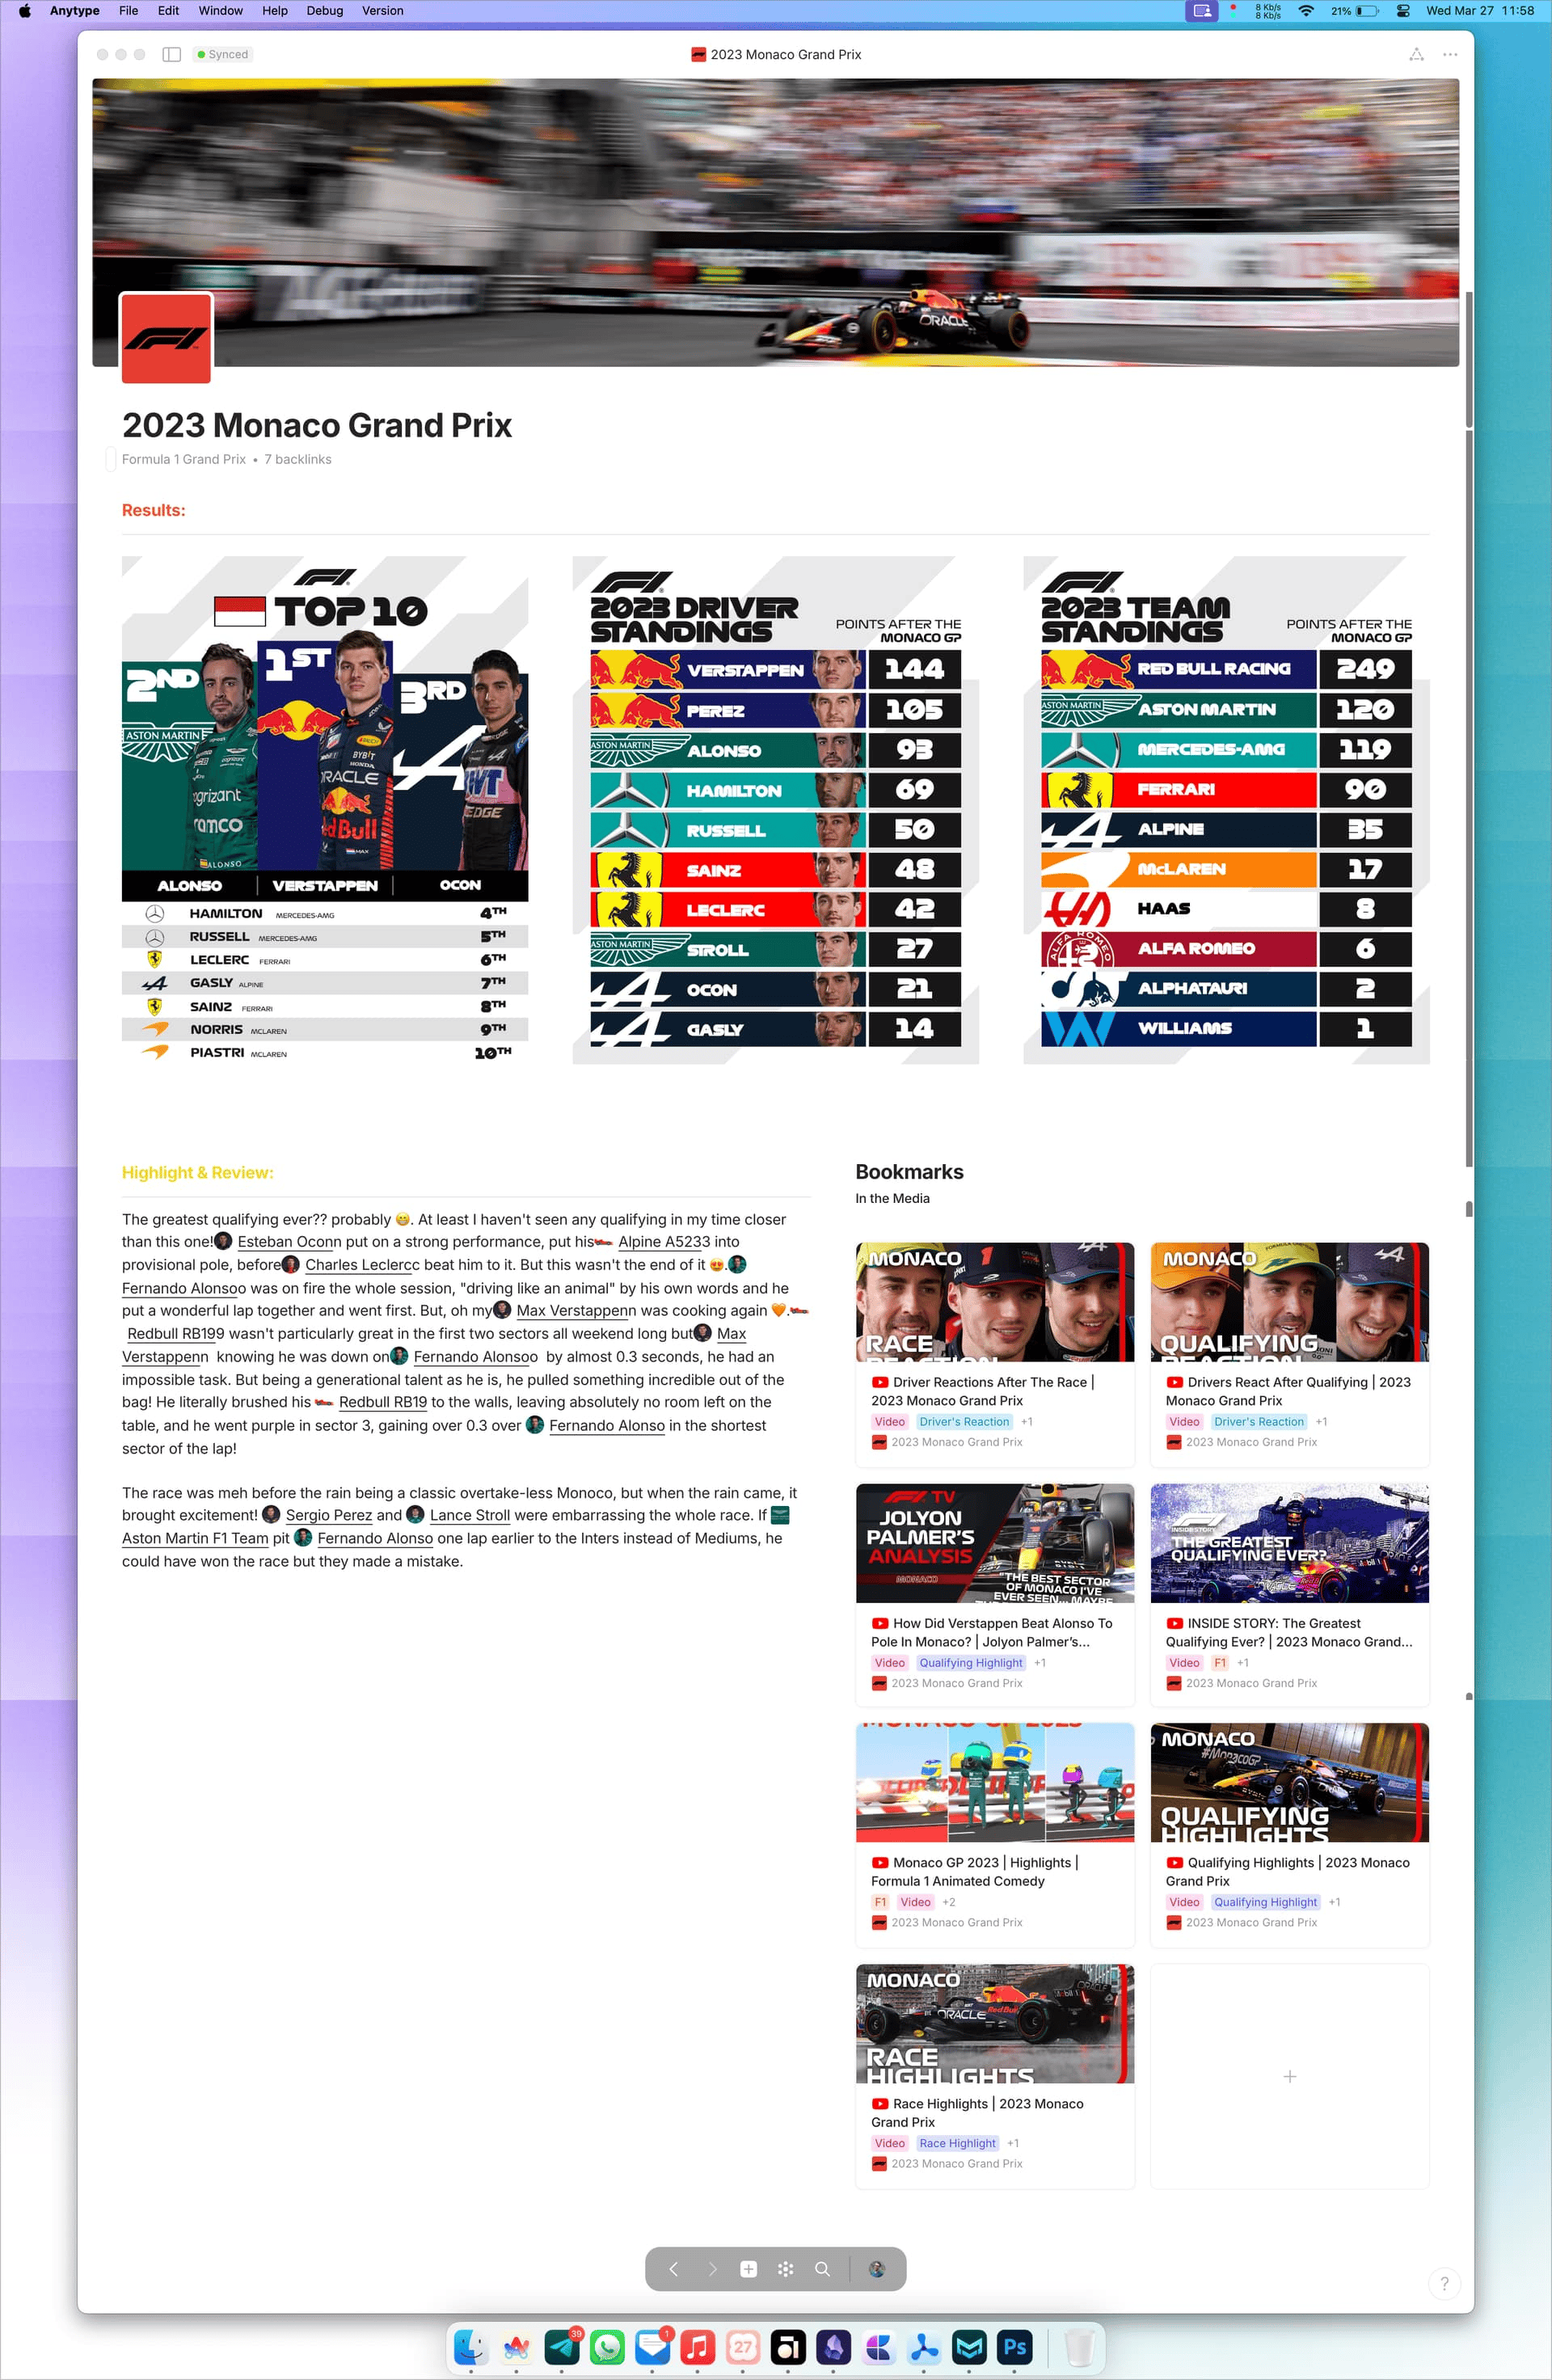 Anytype File Edit Window Help Debug Version
8 Kb/s
8 Kb/s
21%
Wed Mar 27 11:58
Synced
2023 Monaco Grand Prix
ORACLE
2023 Monaco Grand Prix
Formula 1 Grand Prix • 7 backlinks
Results:
TOP 10
2ND
1ST
3RD
ASTON MARTIN
ALONSO VERSTAPPEN OCON
HAMILTON MERCEDES-AMG 4TH
RUSSELL MERCEDES-AMG 5TH
LECLERC FERRARI 6TH
GASLY ALPINE 7TH
SAINZ FERRARI 8TH
NORRIS MCLAREN 9TH
PIASTRI MCLAREN 10TH
2023 DRIVER
STANDINGS
POINTS AFTER THE
MONACO GP
VERSTAPPEN 144
PEREZ 105
ASTON MARTIN ALONSO 93
HAMILTON 69
RUSSELL 50
SAINZ 48
LECLERC 42
ASTON MARTIN STROLL 27
OCON 21
GASLY 14
2023 TEAM
STANDINGS
POINTS AFTER THE
MONACO GP
RED BULL RACING 249
ASTON MARTIN ASTON MARTIN 120
MERCEDES-AMG 119
FERRARI 90
ALPINE 35
McLAREN 17
HAAS 8
ALFA ROMEO ALFA ROMEO 6
ALPHATAURI 2
WILLIAMS 1
Highlight & Review:
The greatest qualifying ever?? probably 😁. At least I haven't seen any qualifying in my time closer
than this one! Esteban Oconn put on a strong performance, put his Alpine A5233 into
provisional pole, before Charles Leclercc beat him to it. But this wasn't the end of it 😍.
Fernando Alonsoo was on fire the whole session, "driving like an animal" by his own words and he
put a wonderful lap together and went first. But, oh my Max Verstappenn was cooking again 🧡.
Redbull RB199 wasn't particularly great in the first two sectors all weekend long but Max
Verstappenn knowing he was down on Fernando Alonsoo by almost 0.3 seconds, he had an
impossible task. But being a generational talent as he is, he pulled something incredible out of the
bag! He literally brushed his Redbull RB19 to the walls, leaving absolutely no room left on the
table, and he went purple in sector 3, gaining over 0.3 over Fernando Alonso in the shortest
sector of the lap!
The race was meh before the rain being a classic overtake-less Monoco, but when the rain came, it
brought excitement! Sergio Perez and Lance Stroll were embarrassing the whole race. If
Aston Martin F1 Team pit Fernando Alonso one lap earlier to the Inters instead of Mediums, he
could have won the race but they made a mistake.
Bookmarks
In the Media
MONACO
RACE
REACTION
Driver Reactions After The Race |
2023 Monaco Grand Prix
Video Driver's Reaction +1
2023 Monaco Grand Prix
MONACO
QUALIFYING
REACTION
Drivers React After Qualifying | 2023
Monaco Grand Prix
Video Driver's Reaction +1
2023 Monaco Grand Prix
F1 TV
JOLYON
PALMER'S
ANALYSIS
MONACO
"THE BEST SECTOR
OF MONACO I'VE
EVER SEEN... MAYBE
How Did Verstappen Beat Alonso To
Pole In Monaco? | Jolyon Palmer's...
Video Qualifying Highlight +1
2023 Monaco Grand Prix
INSIDE STORY
THE GREATEST
QUALIFYING EVER?
INSIDE STORY: The Greatest
Qualifying Ever? | 2023 Monaco Grand...
Video F1 +1
2023 Monaco Grand Prix
MONACO GP 2023
Monaco GP 2023 | Highlights |
Formula 1 Animated Comedy
F1 Video +2
2023 Monaco Grand Prix
MONACO
#MonacoGP
QUALIFYING
HIGHLIGHTS
Qualifying Highlights | 2023 Monaco
Grand Prix
Video Qualifying Highlight +1
2023 Monaco Grand Prix
MONACO
ORACLE
RACE
HIGHLIGHTS
Race Highlights | 2023 Monaco
Grand Prix
Video Race Highlight +1
2023 Monaco Grand Prix
?
39
1
27
Ps